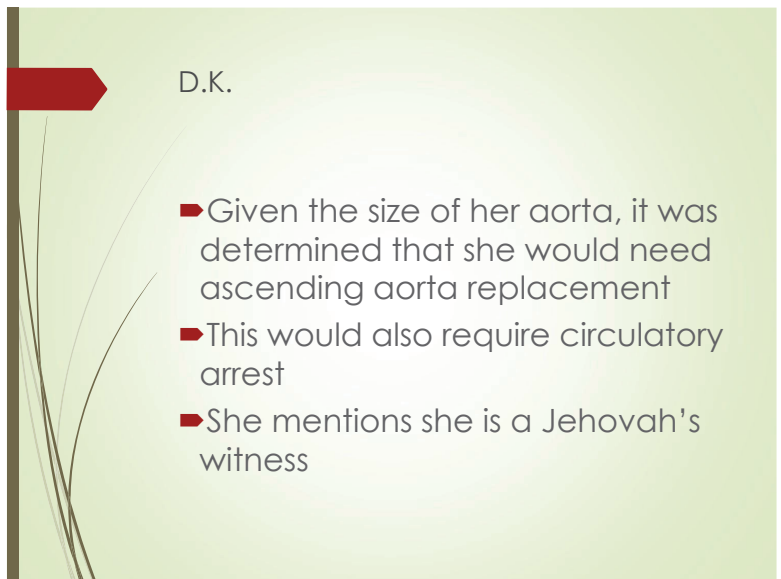 D.K.
Given the size of her aorta, it was
determined that she would need
ascending aorta replacement
This would also require circulatory
arrest
She mentions she is a Jehovah’s
witness